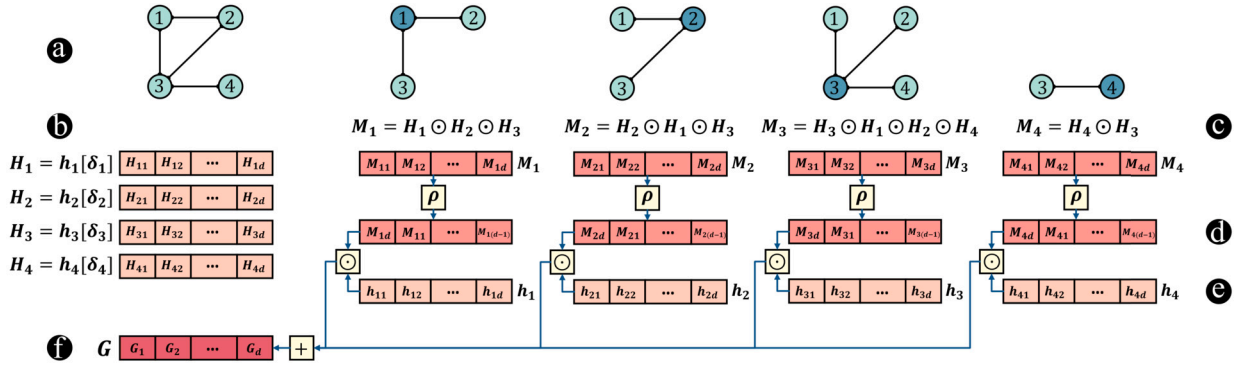 1 2 1 2 1 2 1 2
a
3 4 3 3 3 4 3 4
b M₁ = H₁ ⊙ H₂ ⊙ H₃ M₂ = H₂ ⊙ H₁ ⊙ H₃ M₃ = H₃ ⊙ H₁ ⊙ H₂ ⊙ H₄ M₄ = H₄ ⊙ H₃ c
H₁ = h₁[δ₁] H₁₁ H₁₂ ... H₁d M₁₁ M₁₂ ... M₁d M₁ M₂₁ M₂₂ ... M₂d M₂ M₃₁ M₃₂ ... M₃d M₃ M₄₁ M₄₂ ... M₄d M₄
H₂ = h₂[δ₂] H₂₁ H₂₂ ... H₂d ρ ρ ρ ρ
H₃ = h₃[δ₃] H₃₁ H₃₂ ... H₃d M₁d M₁₁ ... M₁(d−1) M₂d M₂₁ ... M₂(d−1) M₃d M₃₁ ... M₃(d−1) M₄d M₄₁ ... M₄(d−1) d
H₄ = h₄[δ₄] H₄₁ H₄₂ ... H₄d ⊙ ⊙ ⊙ ⊙
h₁₁ h₁₂ ... h₁d h₁ h₂₁ h₂₂ ... h₂d h₂ h₃₁ h₃₂ ... h₃d h₃ h₄₁ h₄₂ ... h₄d h₄ e
f G G₁ G₂ ... Gd +